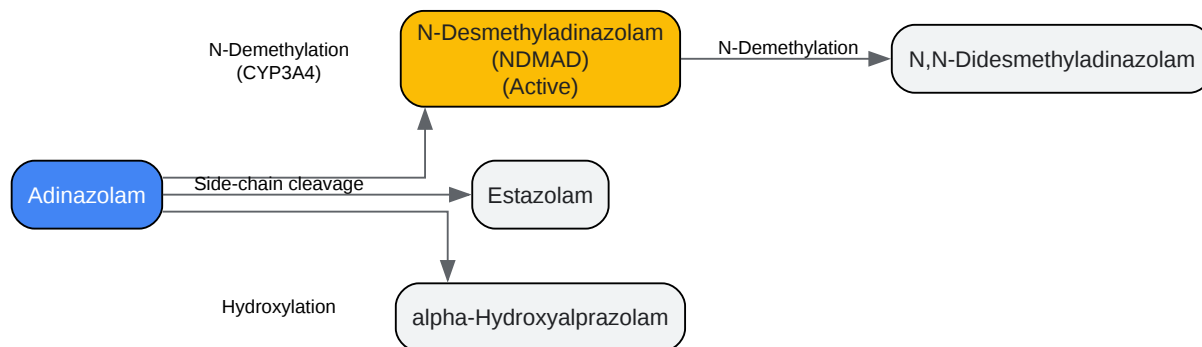 N-Demethylation
(CYP3A4)
N-Desmethyladinazolam
(NDMAD)
(Active)
N-Demethylation
N,N-Didesmethyladinazolam
Adinazolam
Side-chain cleavage
Estazolam
Hydroxylation
alpha-Hydroxyalprazolam